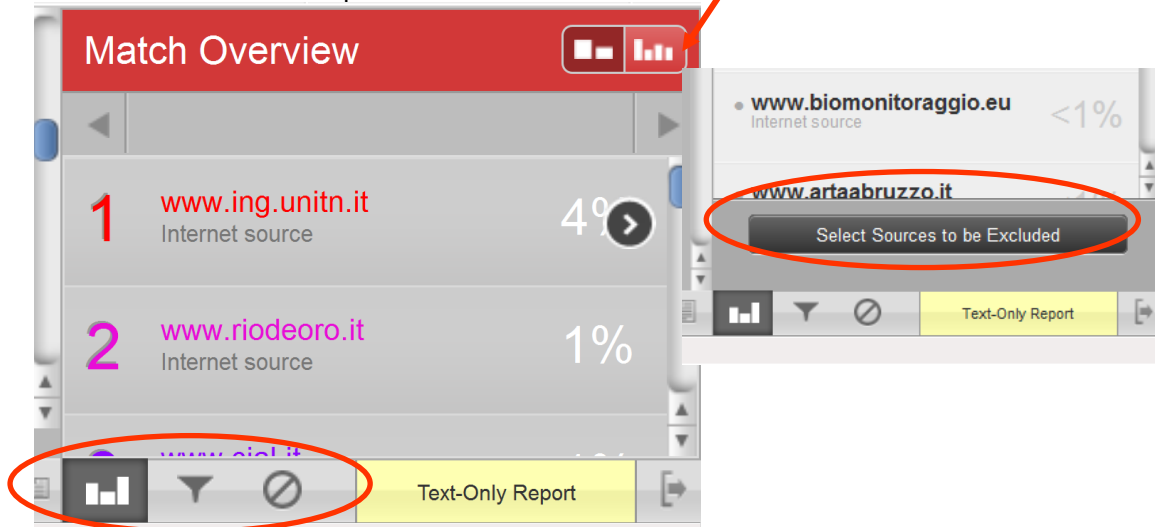 Match Overview
1
www.ing.unitn.it
4%
Internet source
2
www.riodeoro.it
1%
Internet source
Text-Only Report
www.biomonitoraggio.eu
<1%
Internet source
www.artaabruzzo.it
Select Sources to be Excluded
Text-Only Report